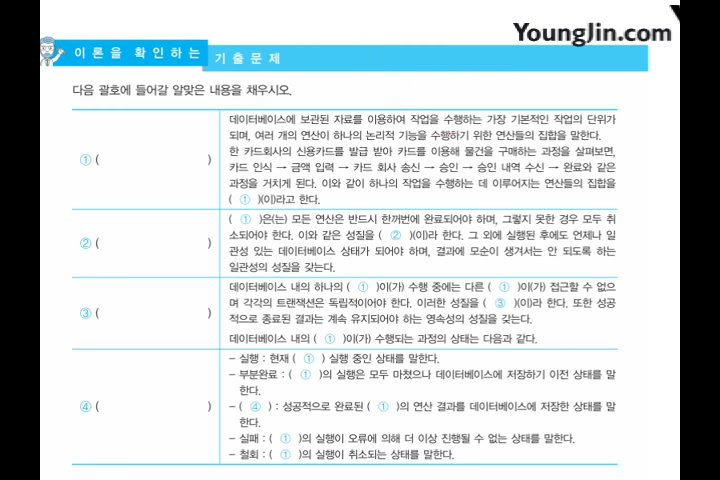 YoungJin.com
이론을 확인하는
기출문제
다음 괄호에 들어갈 알맞은 내용을 채우시오.
① ( )
데이터베이스에 보관된 자료를 이용하여 작업을 수행하는 가장 기본적인 작업의 단위가
되며, 여러 개의 연산이 하나의 논리적 기능을 수행하기 위한 연산들의 집합을 말한다.
한 카드회사의 신용카드를 발급 받아 카드를 이용해 물건을 구매하는 과정을 살펴보면,
카드 인식 → 금액 입력 → 카드 회사 송신 → 승인 → 승인 내역 수신 → 완료와 같은
과정을 거치게 된다. 이와 같이 하나의 작업을 수행하는 데 이루어지는 연산들의 집합을
( ① )(이)라고 한다.
② ( )
( ① )은(는) 모든 연산은 반드시 한꺼번에 완료되어야 하며, 그렇지 못한 경우 모두 취
소되어야 한다. 이와 같은 성질을 ( ② )(이)라 한다. 그 외에 실행된 후에도 언제나 일
관성 있는 데이터베이스 상태가 되어야 하며, 결과에 모순이 생겨서는 안 되도록 하는
일관성의 성질을 갖는다.
③ ( )
데이터베이스 내의 하나의 ( ① )이(가) 수행 중에는 다른 ( ① )이(가) 접근할 수 없으
며 각각의 트랜잭션은 독립적이어야 한다. 이러한 성질을 ( ③ )(이)라 한다. 또한 성공
적으로 종료된 결과는 계속 유지되어야 하는 영속성의 성질을 갖는다.
데이터베이스 내의 ( ① )이(가) 수행되는 과정의 상태는 다음과 같다.
④ ( )
– 실행 : 현재 ( ① ) 실행 중인 상태를 말한다.
– 부분완료 : ( ① )의 실행은 모두 마쳤으나 데이터베이스에 저장하기 이전 상태를 말
한다.
– ( ④ ) : 성공적으로 완료된 ( ① )의 연산 결과를 데이터베이스에 저장한 상태를 말
한다.
– 실패 : ( ① )의 실행이 오류에 의해 더 이상 진행될 수 없는 상태를 말한다.
– 철회 : ( ① )의 실행이 취소되는 상태를 말한다.